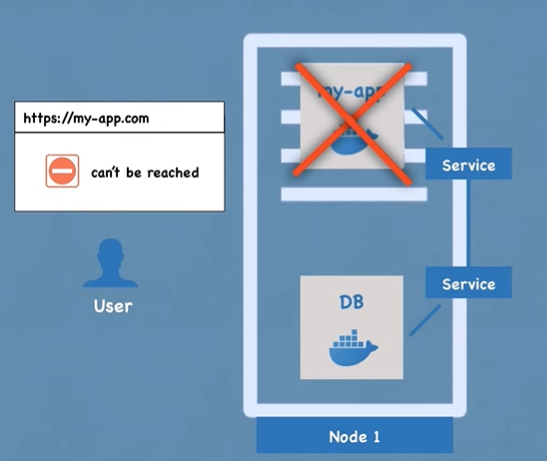 https://my-app.com
can't be reached
User
my-app
Service
Service
DB
Node 1